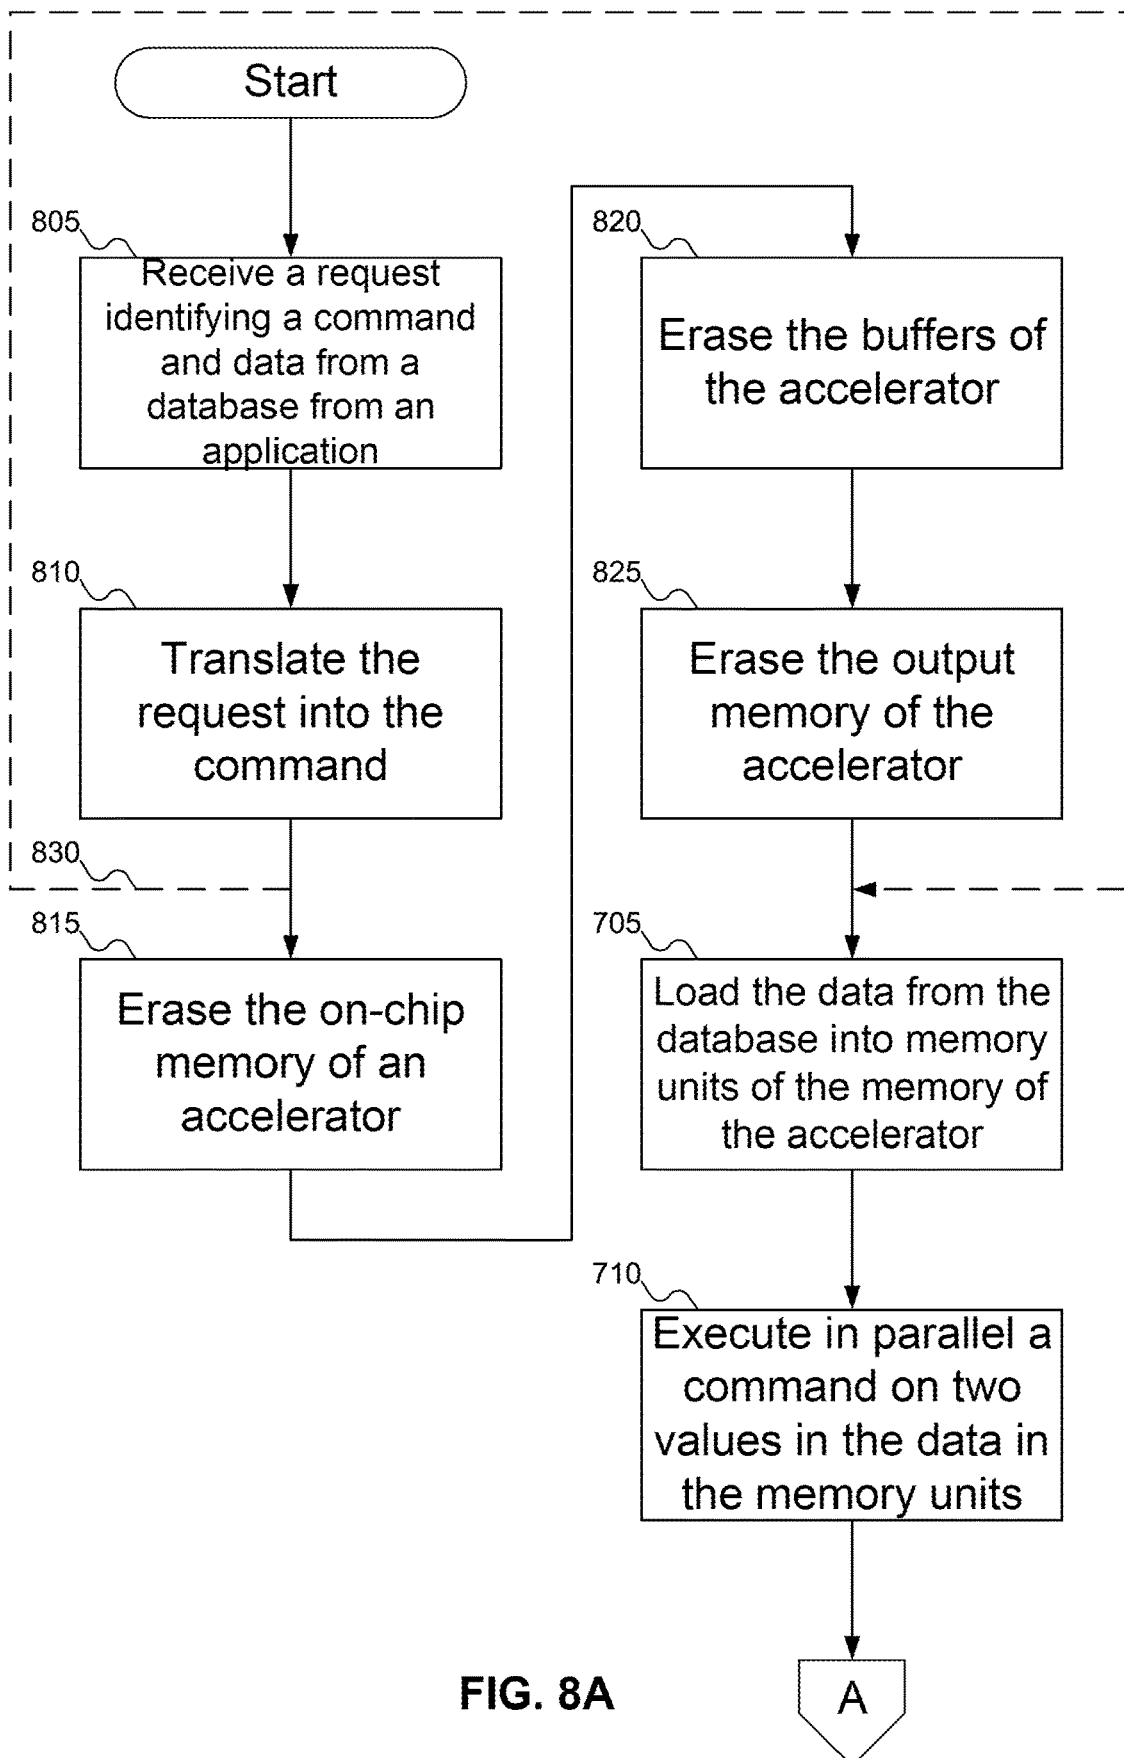 Start
805
Receive a request
identifying a command
and data from a
database from an
application
810
Translate the
request into the
command
830
815
Erase the on-chip
memory of an
accelerator
820
Erase the buffers of
the accelerator
825
Erase the output
memory of the
accelerator
705
Load the data from the
database into memory
units of the memory of
the accelerator
710
Execute in parallel a
command on two
values in the data in
the memory units
A
FIG. 8A